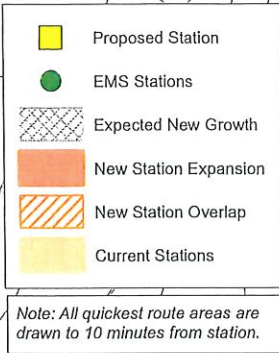 Proposed Station
EMS Stations
Expected New Growth
New Station Expansion
New Station Overlap
Current Stations
Note: All quickest route areas are
drawn to 10 minutes from station.